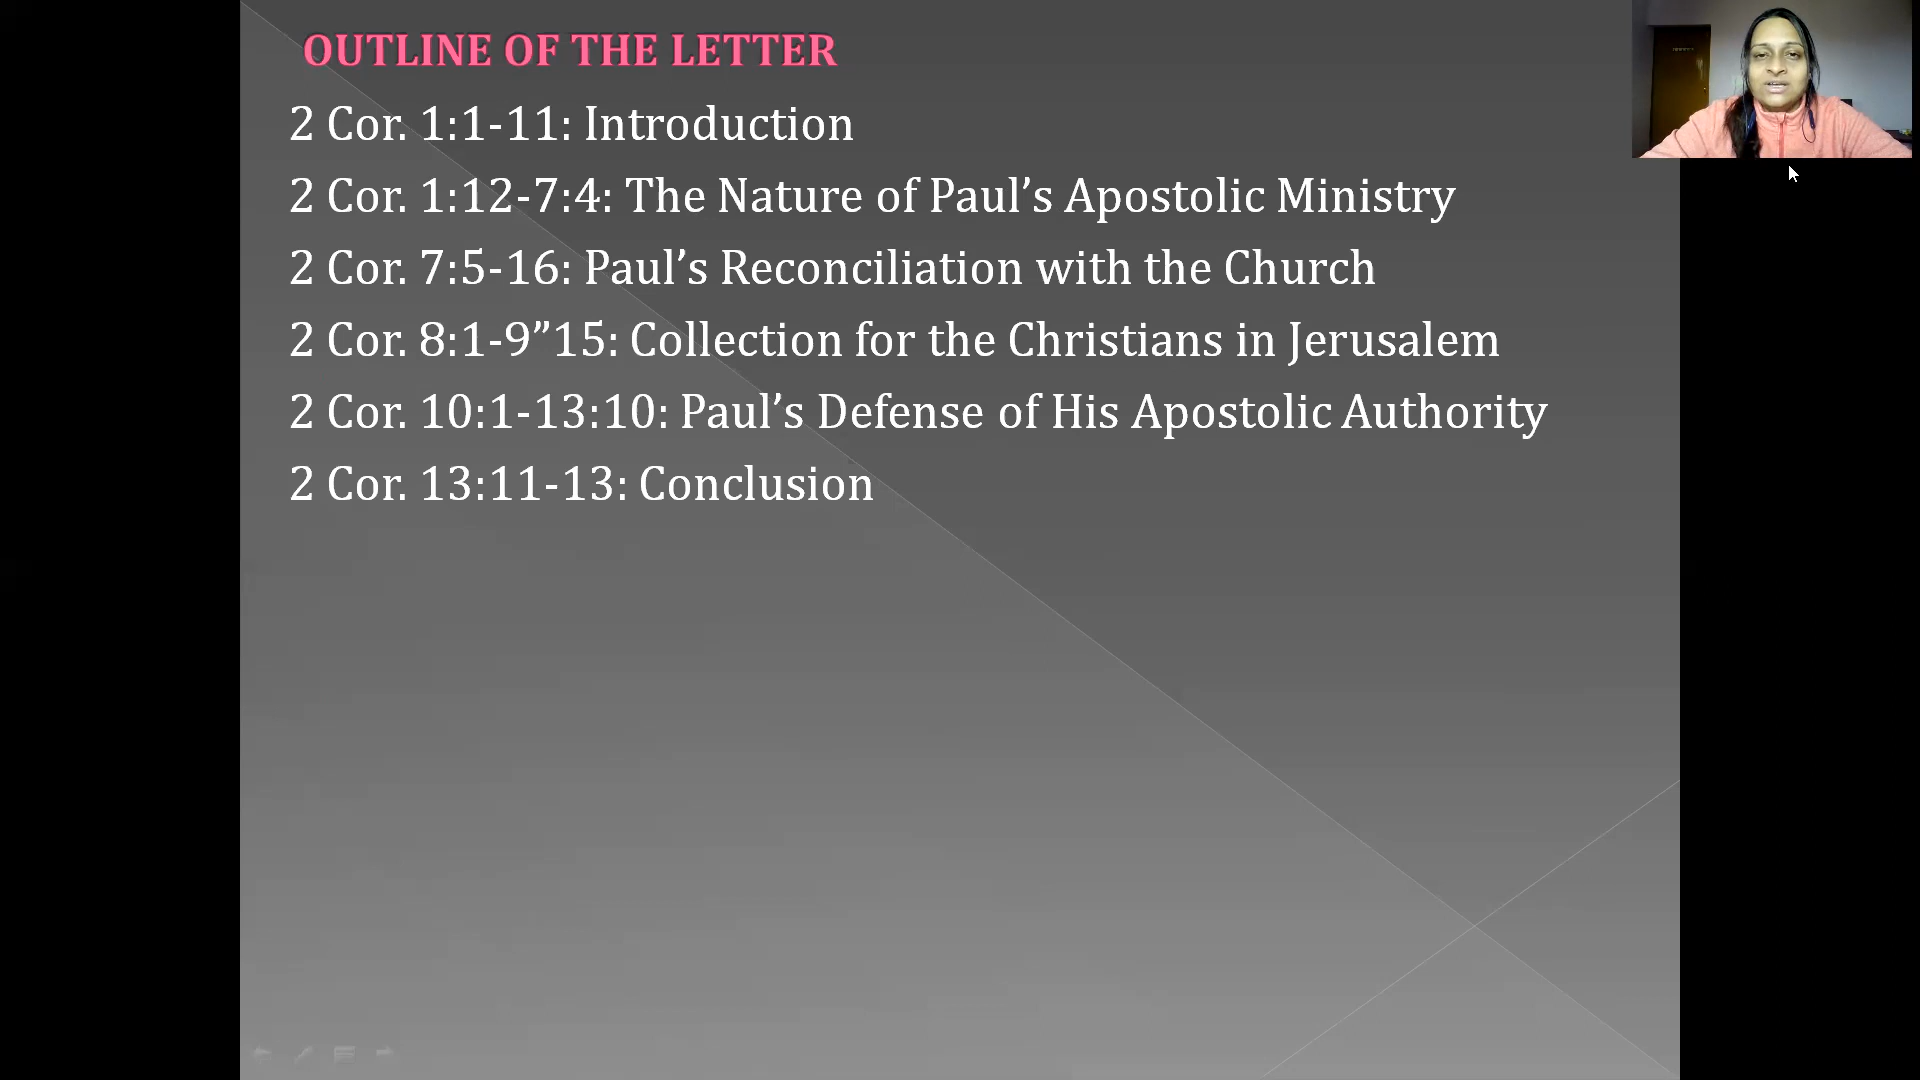 OUTLINE OF THE LETTER
2 Cor. 1:1-11: Introduction
2 Cor. 1:12-7:4: The Nature of Paul’s Apostolic Ministry
2 Cor. 7:5-16: Paul’s Reconciliation with the Church
2 Cor. 8:1-9”15: Collection for the Christians in Jerusalem
2 Cor. 10:1-13:10: Paul’s Defense of His Apostolic Authority
2 Cor. 13:11-13: Conclusion